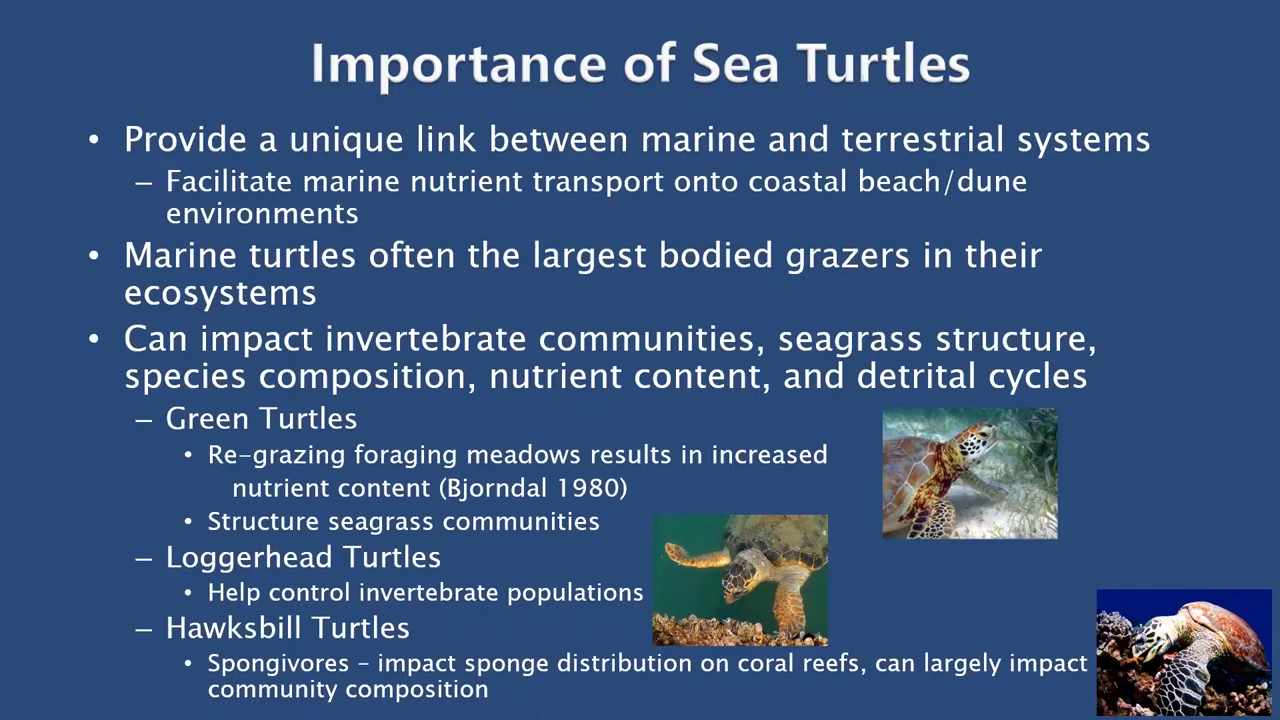 Importance of Sea Turtles
• Provide a unique link between marine and terrestrial systems
– Facilitate marine nutrient transport onto coastal beach/dune
environments
• Marine turtles often the largest bodied grazers in their
ecosystems
• Can impact invertebrate communities, seagrass structure,
species composition, nutrient content, and detrital cycles
– Green Turtles
• Re-grazing foraging meadows results in increased
nutrient content (Bjorndal 1980)
• Structure seagrass communities
– Loggerhead Turtles
• Help control invertebrate populations
– Hawksbill Turtles
• Spongivores – impact sponge distribution on coral reefs, can largely impact
community composition